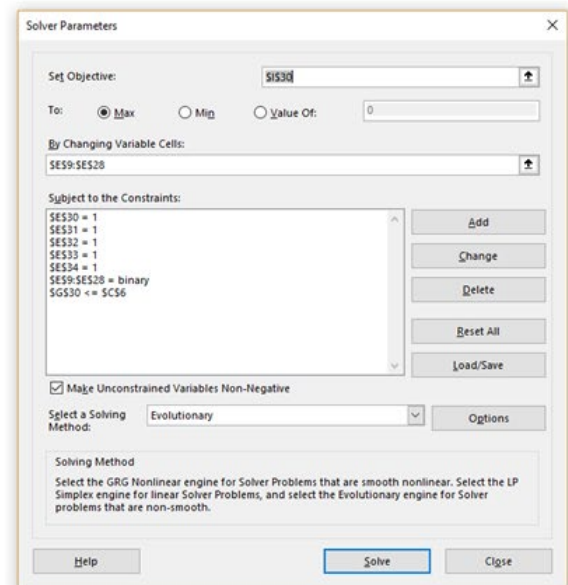 Solver Parameters
Set Objective: $I$30
To: Max Min Value Of: 0
By Changing Variable Cells:
$E$9:$E$28
Subject to the Constraints:
$E$30 = 1
$E$31 = 1
$E$32 = 1
$E$33 = 1
$E$34 = 1
$E$9:$E$28 = binary
$G$30 <= $C$6
Add
Change
Delete
Reset All
Load/Save
Make Unconstrained Variables Non-Negative
Select a Solving Method: Evolutionary
Options
Solving Method
Select the GRG Nonlinear engine for Solver Problems that are smooth nonlinear. Select the LP
Simplex engine for linear Solver Problems, and select the Evolutionary engine for Solver
problems that are non-smooth.
Help Solve Close